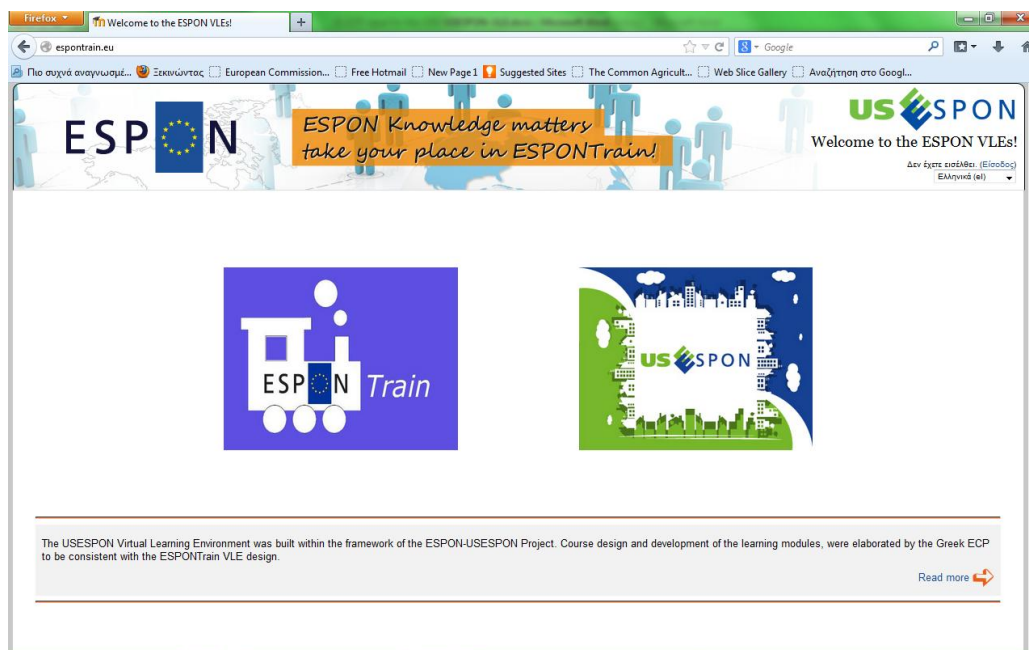 Firefox
Welcome to the ESPON VLEs!
espontrain.eu
Google
Πιο συχνά αναγνωσμέ...
Ξεκινώντας
European Commission...
Free Hotmail
New Page 1
Suggested Sites
The Common Agricult...
Web Slice Gallery
Αναζήτηση στο Googl...
ESPON
ESPON Knowledge matters
take your place in ESPONTrain!
US ESPON
Welcome to the ESPON VLEs!
Δεν έχετε εισέλθει. (Είσοδος)
Ελληνικά (el)
ESPON Train
US ESPON
The USESPON Virtual Learning Environment was built within the framework of the ESPON-USESPON Project. Course design and development of the learning modules, were elaborated by the Greek ECP
to be consistent with the ESPONTrain VLE design.
Read more